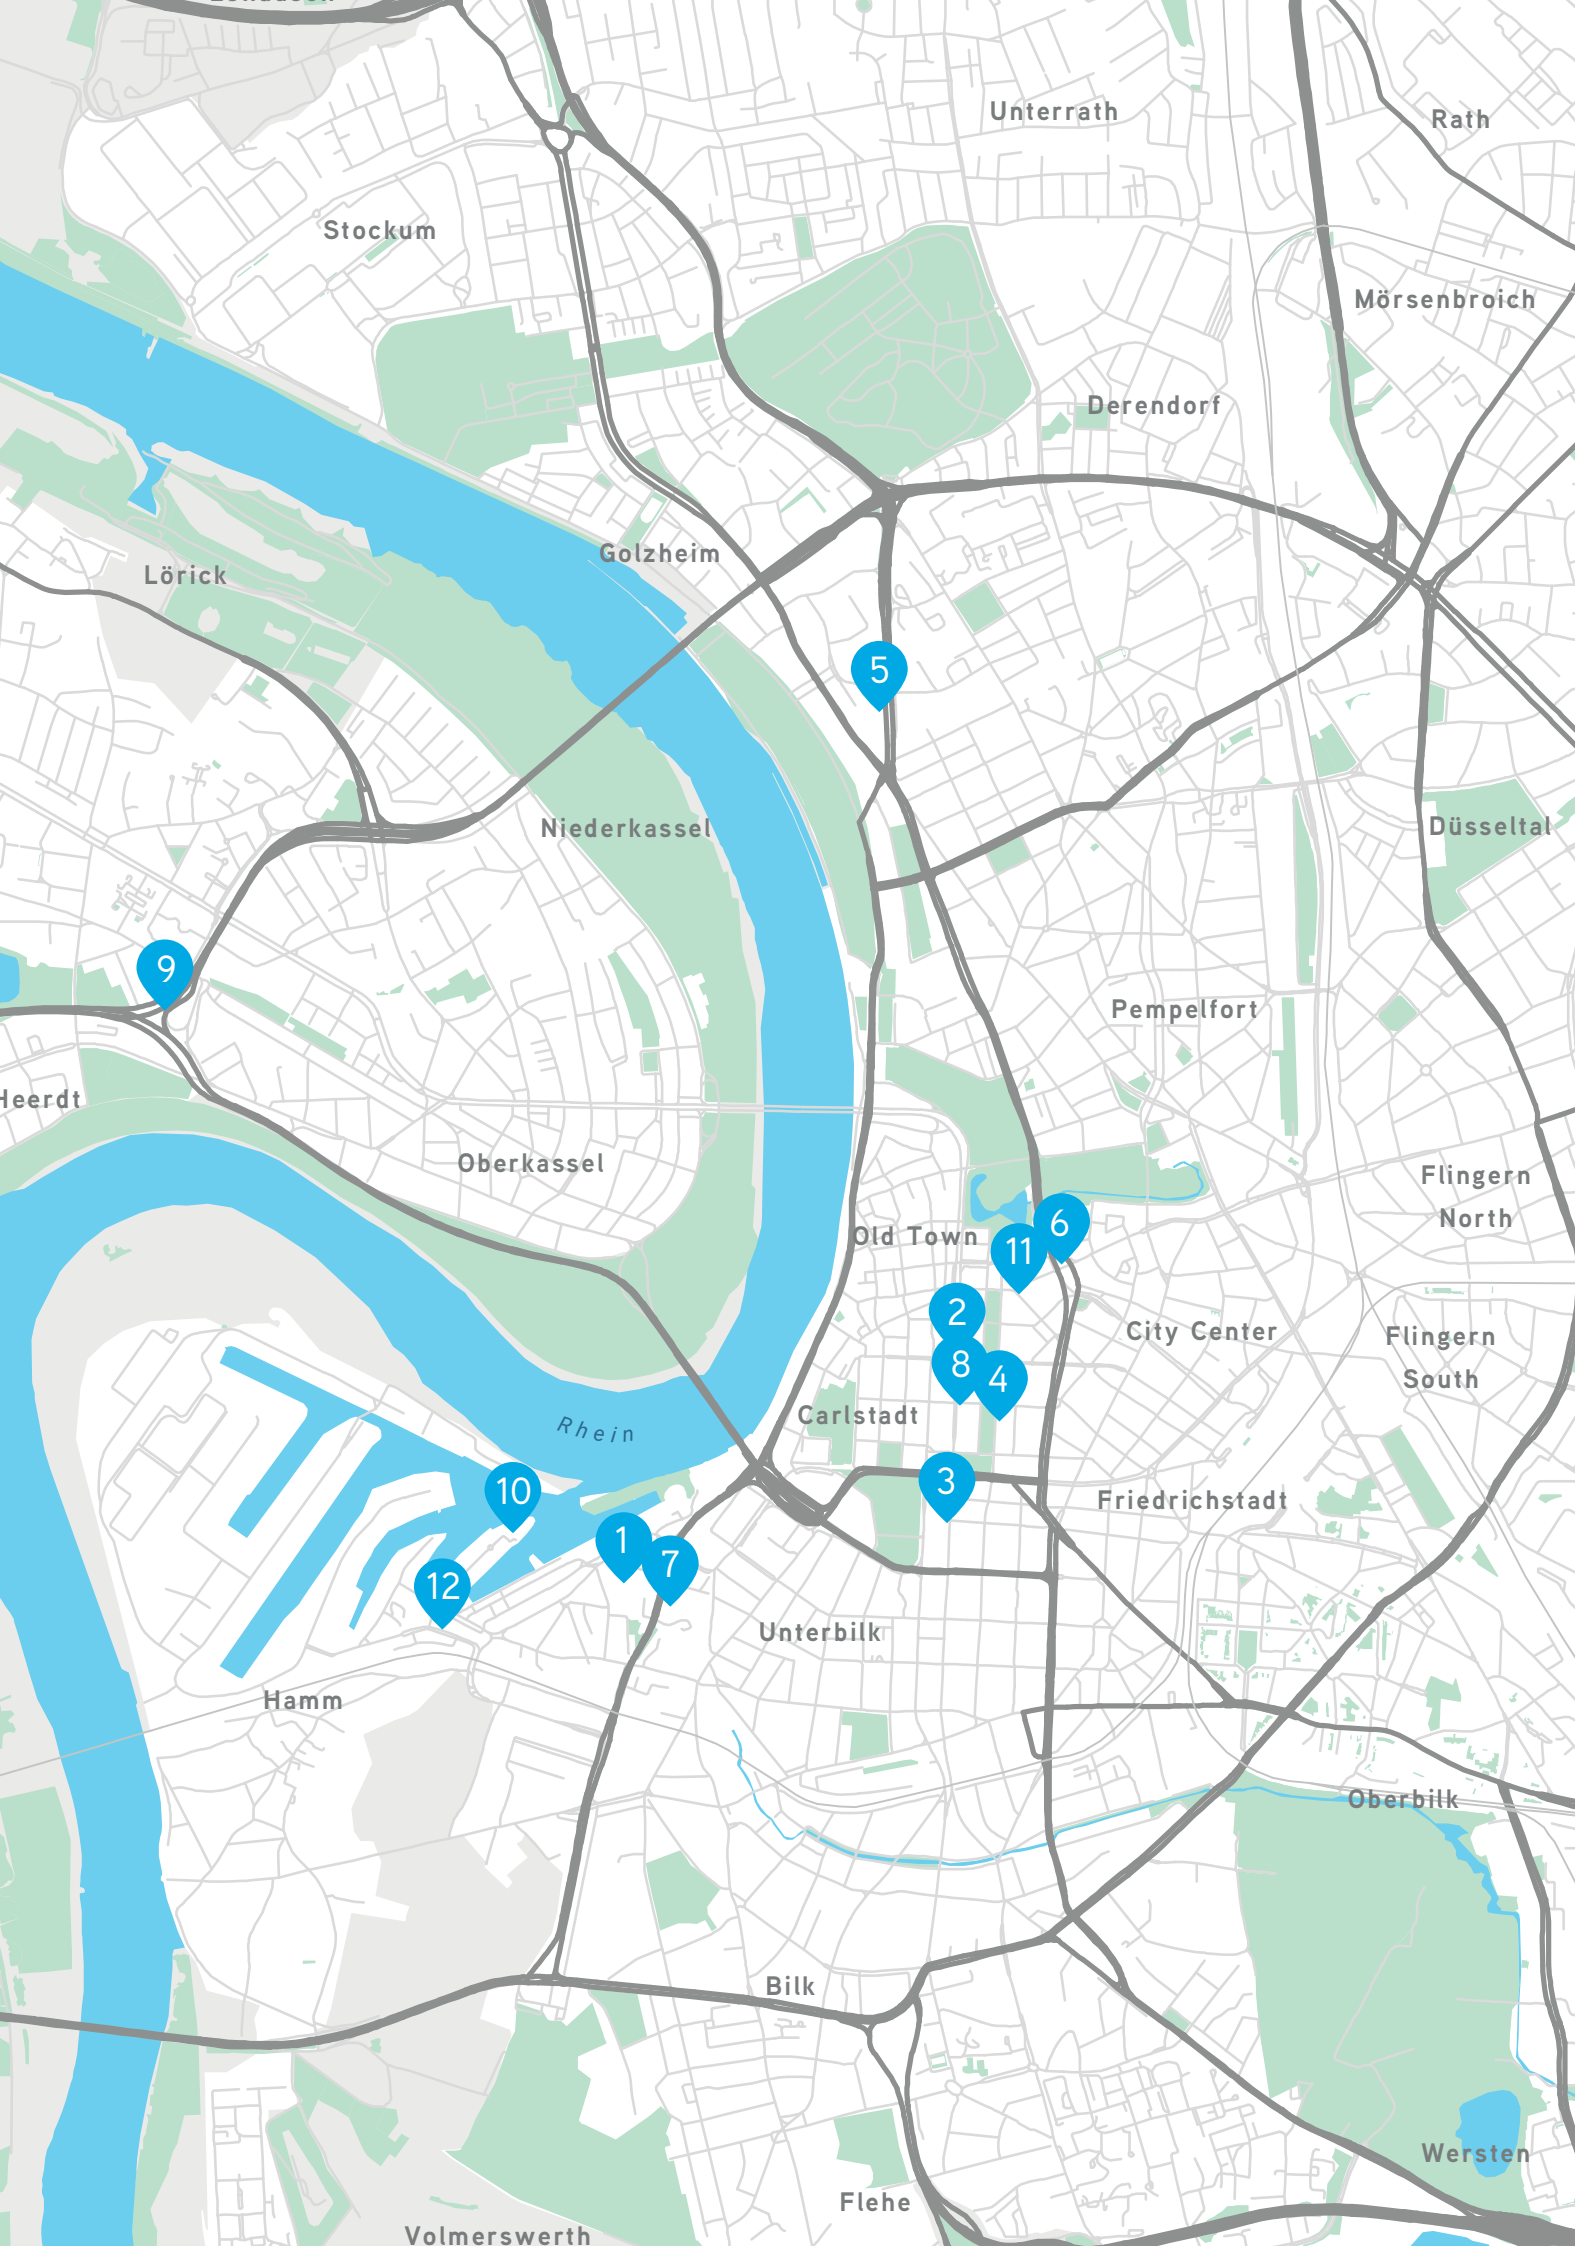 Unterrath
Rath
Stockum
Mörsenbroich
Derendorf
Golzheim
Lörick
5
Niederkassel
Düsseltal
9
Pempelfort
Heerdt
Oberkassel
Flingern
North
Old Town
6
11
2
City Center
Flingern
South
8
4
Carlstadt
Rhein
3
10
Friedrichstadt
1
7
12
Unterbilk
Hamm
Oberbilk
Bilk
Wersten
Flehe
Volmerswerth